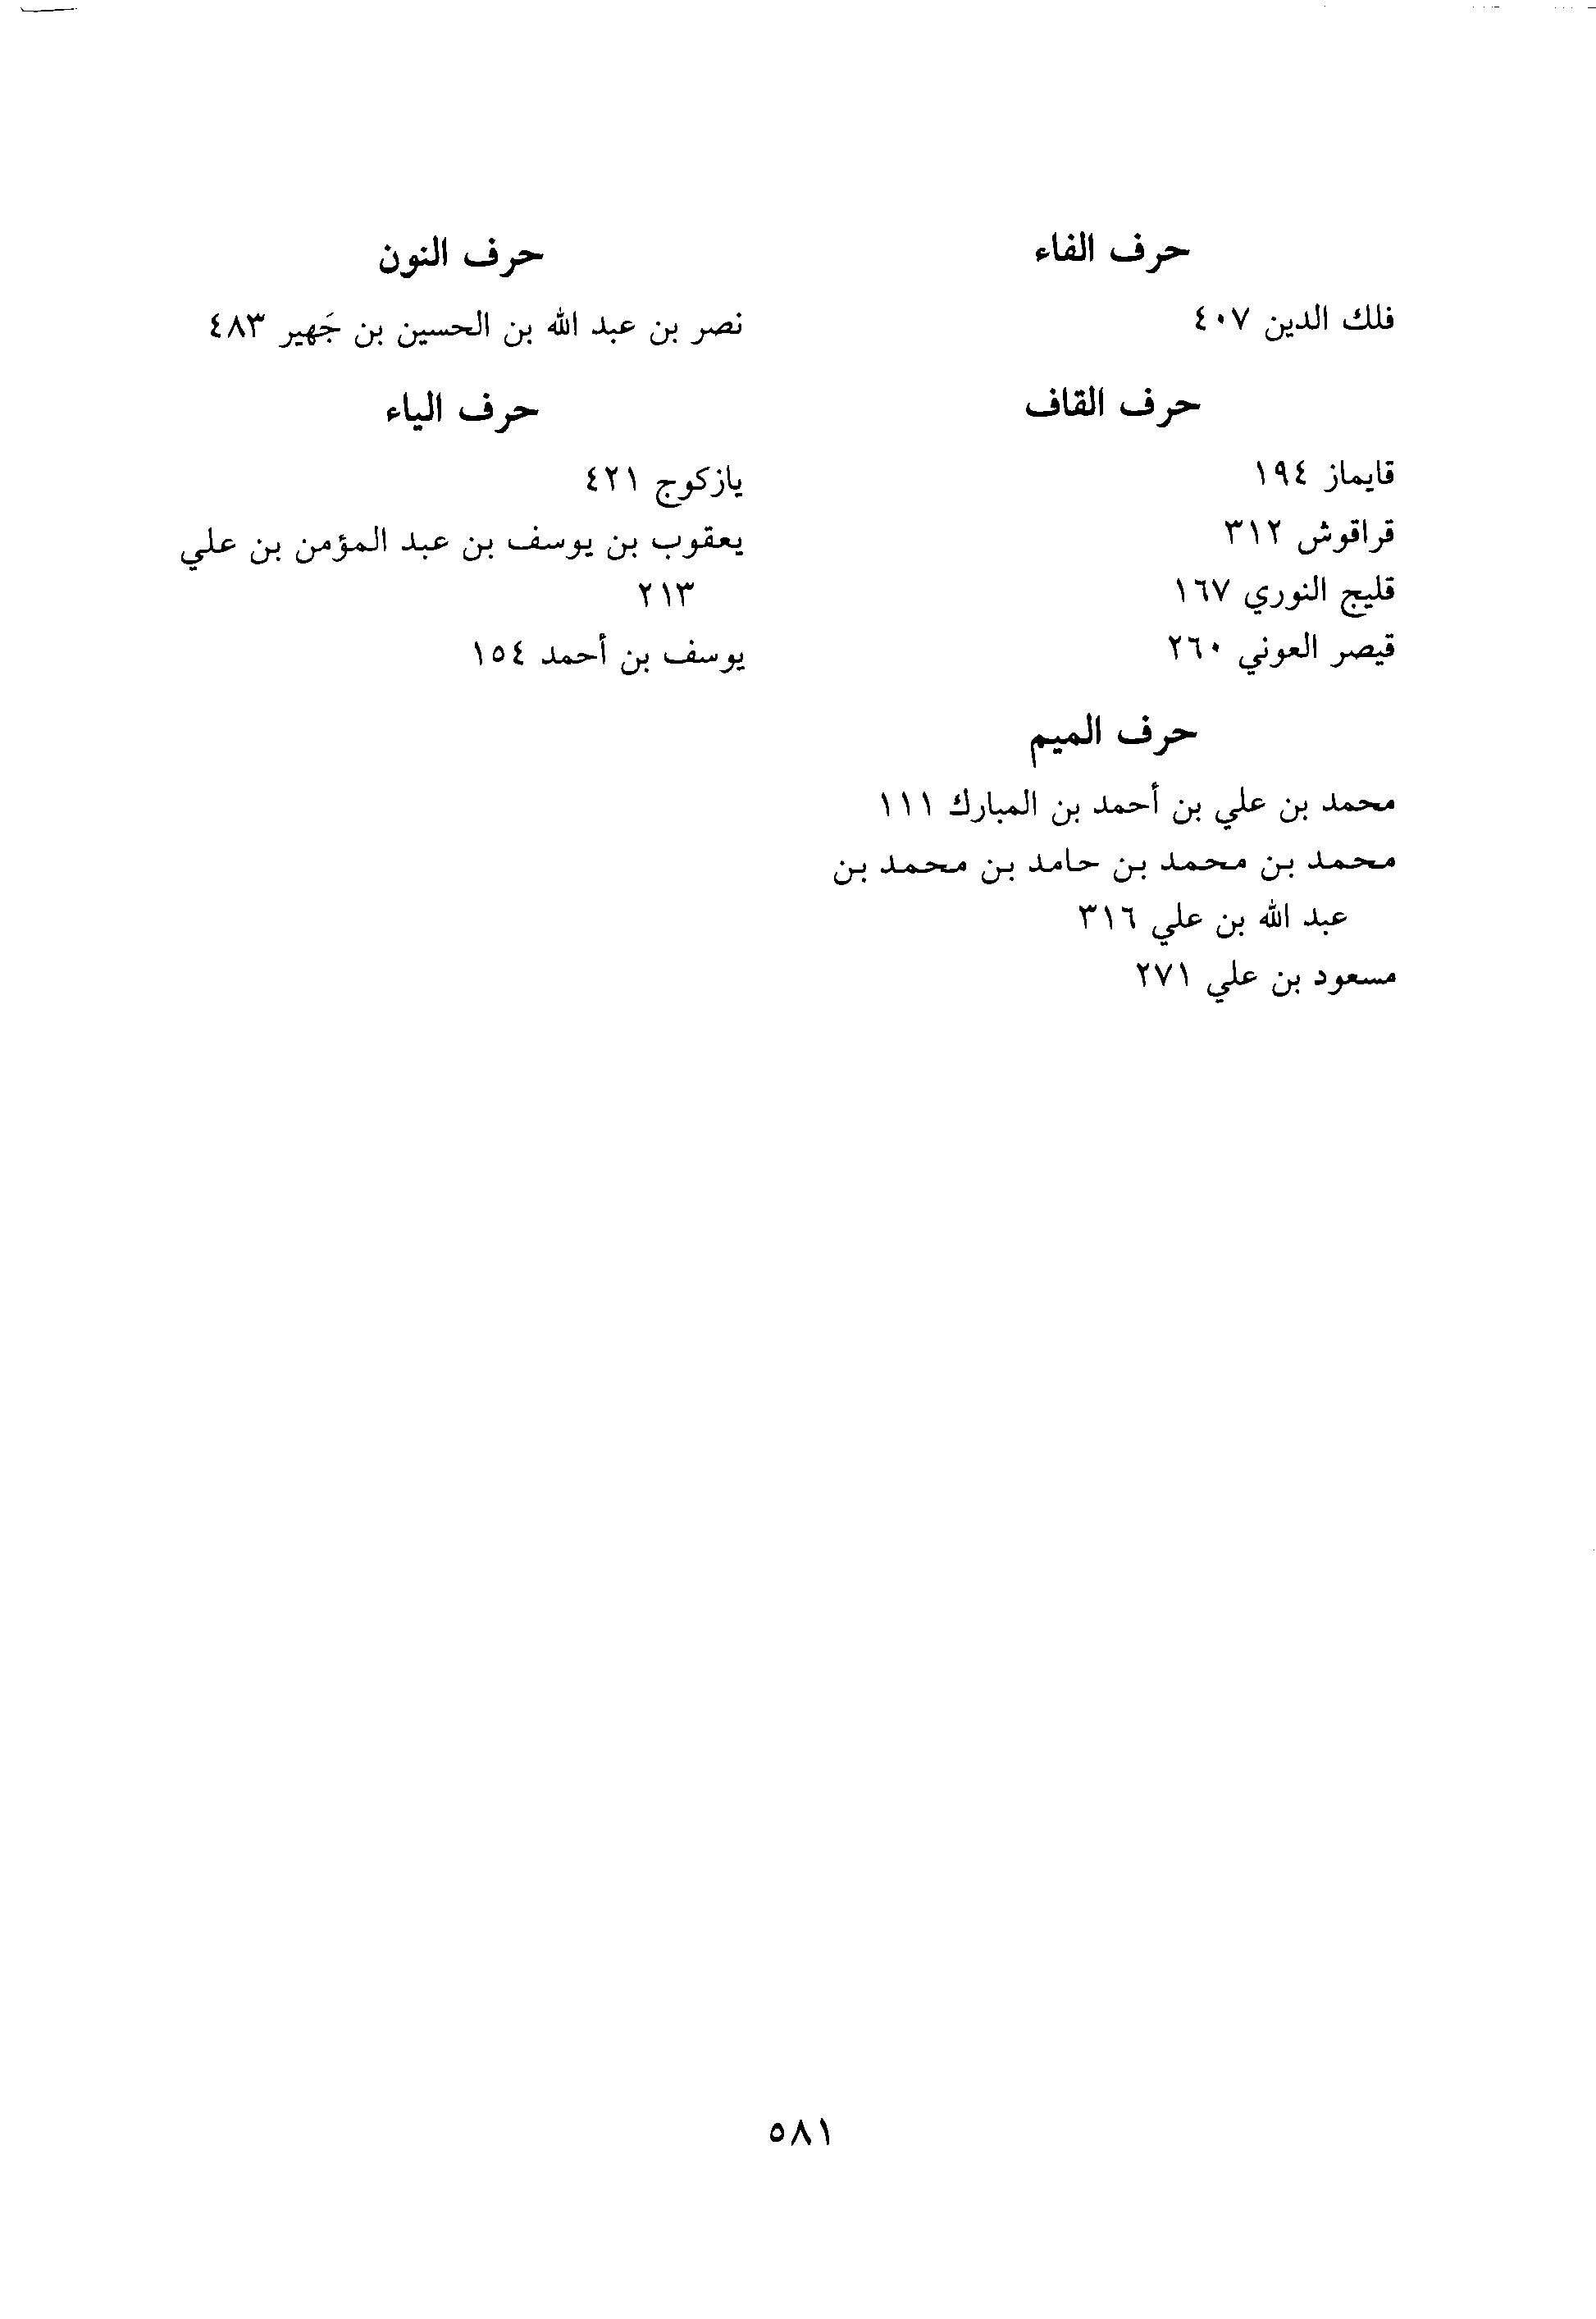 حرف الفاء
فلك الدين ٤٠٧
حرف القاف
قايماز ١٩٤
قراقوش ٣١٢
قليج النوري ١٦٧
قيصر العوني ٢٦٠
حرف الميم
محمد بن علي بن أحمد بن المبارك ١١١
محمد بن محمد بن حامد بن محمد بن
عبد الله بن علي ٣١٦
مسعود بن علي ٢٧١
حرف النون
نصر بن عبد الله بن الحسين بن جَهير ٤٨٣
حرف الياء
يازكوج ٤٢١
يعقوب بن يوسف بن عبد المؤمن بن علي
٢١٣
يوسف بن أحمد ١٥٤
٥٨١